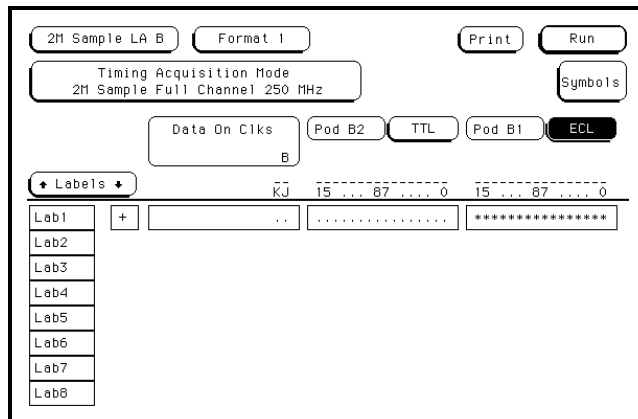 2M Sample LA B Format 1 Print Run
Timing Acquisition Mode
2M Sample Full Channel 250 MHz
Symbols
Data On Clks Pod B2 TTL Pod B1 ECL
B
↑ Labels ↓ KJ 15 ... 87 .... 0 15 ... 87 .... 0
Lab1 + .. ................ ****************
Lab2
Lab3
Lab4
Lab5
Lab6
Lab7
Lab8